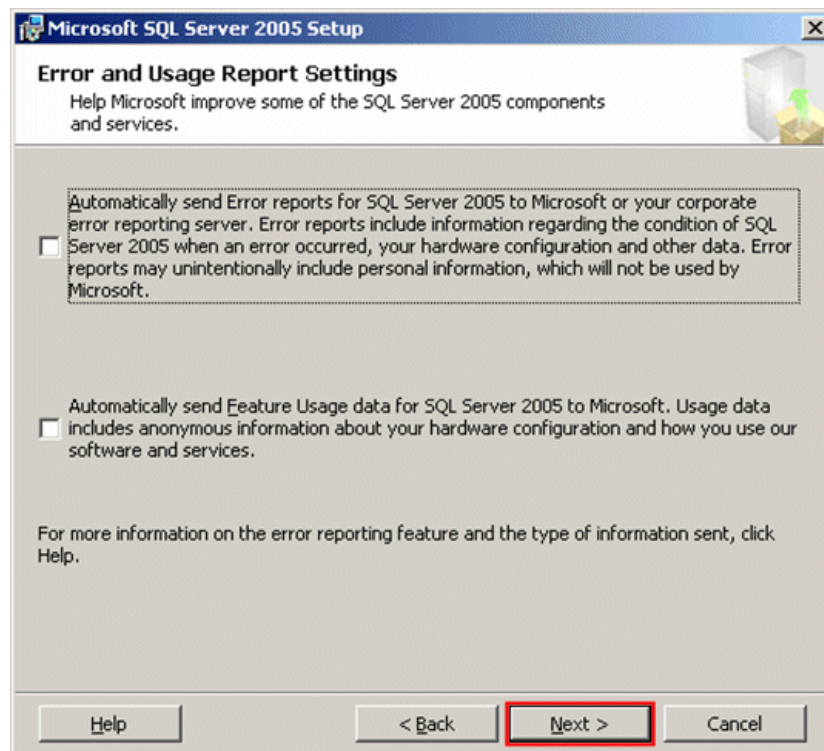 Microsoft SQL Server 2005 Setup
Error and Usage Report Settings
Help Microsoft improve some of the SQL Server 2005 components
and services.
Automatically send Error reports for SQL Server 2005 to Microsoft or your corporate
error reporting server. Error reports include information regarding the condition of SQL
Server 2005 when an error occurred, your hardware configuration and other data. Error
reports may unintentionally include personal information, which will not be used by
Microsoft.
Automatically send Feature Usage data for SQL Server 2005 to Microsoft. Usage data
includes anonymous information about your hardware configuration and how you use our
software and services.
For more information on the error reporting feature and the type of information sent, click
Help.
Help
< Back
Next >
Cancel